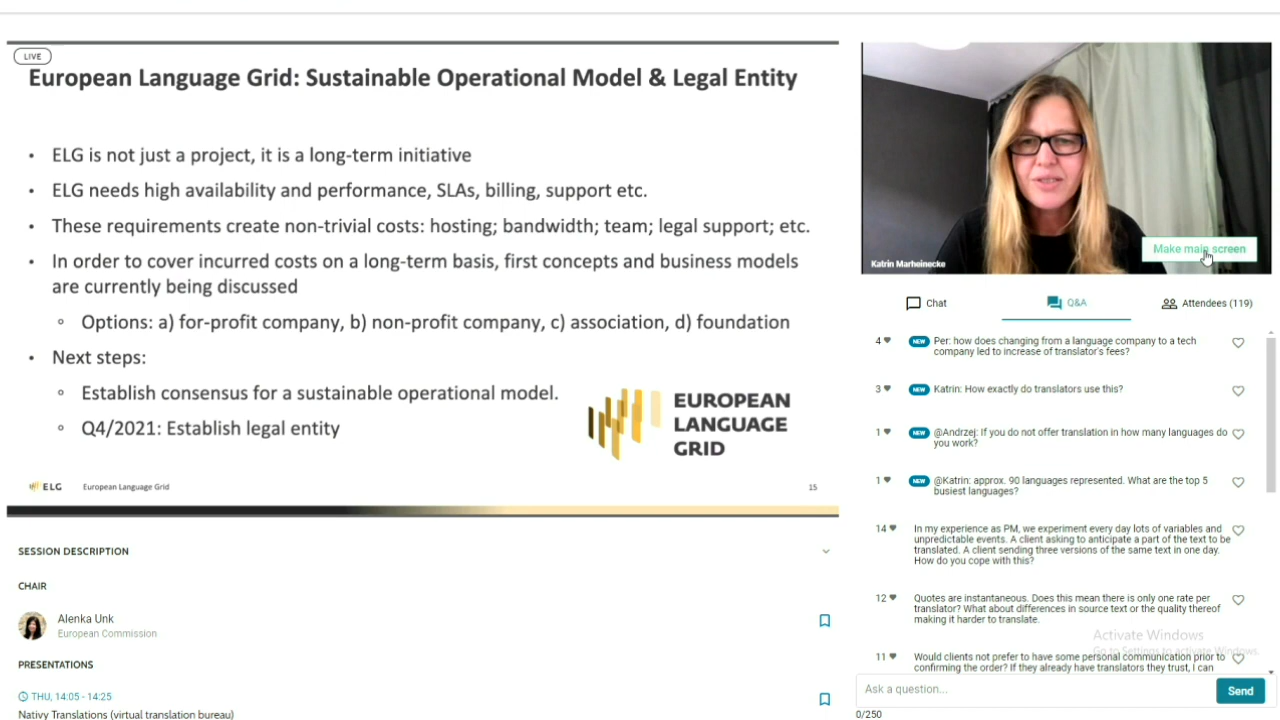 LIVE
European Language Grid: Sustainable Operational Model & Legal Entity
• ELG is not just a project, it is a long-term initiative
• ELG needs high availability and performance, SLAs, billing, support etc.
• These requirements create non-trivial costs: hosting; bandwidth; team; legal support; etc.
• In order to cover incurred costs on a long-term basis, first concepts and business models
are currently being discussed
◦ Options: a) for-profit company, b) non-profit company, c) association, d) foundation
• Next steps:
◦ Establish consensus for a sustainable operational model.
◦ Q4/2021: Establish legal entity
EUROPEAN
LANGUAGE
GRID
ELG European Language Grid 15
SESSION DESCRIPTION
CHAIR
Alenka Unk
European Commission
PRESENTATIONS
THU, 14:05 - 14:25
Nativy Translations (virtual translation bureau)
Make main screen
Katrin Marheinecke
Chat Q&A Attendees (119)
4 NEW Per: how does changing from a language company to a tech
company led to increase of translator's fees?
3 NEW Katrin: How exactly do translators use this?
1 NEW @Andrzej: If you do not offer translation in how many languages do
you work?
1 NEW @Katrin: approx. 90 languages represented. What are the top 5
busiest languages?
14 In my experience as PM, we experiment every day lots of variables and
unpredictable events. A client asking to anticipate a part of the text to be
translated. A client sending three versions of the same text in one day.
How do you cope with this?
12 Quotes are instantaneous. Does this mean there is only one rate per
translator? What about differences in source text or the quality thereof
making it harder to translate.
Activate Windows
Go to Settings to activate Windows.
11 Would clients not prefer to have some personal communication prior to
confirming the order? If they already have translators they trust, I can
Ask a question...
Send
0/250